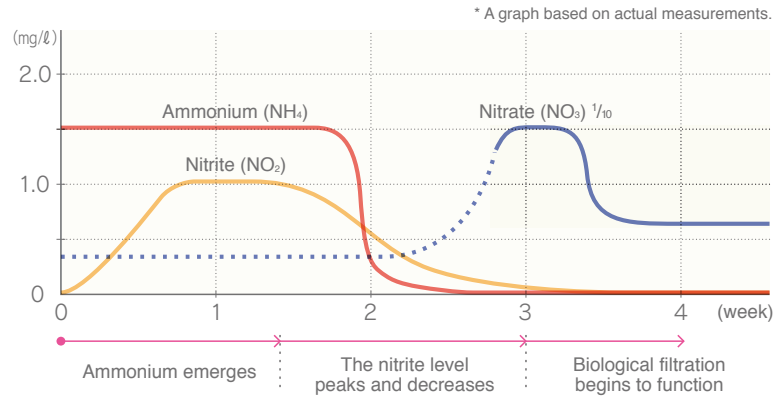 * A graph based on actual measurements.
(mg/ℓ)
2.0
Ammonium (NH₄)
Nitrate (NO₃) ¹/₁₀
Nitrite (NO₂)
1.0
0
0 1 2 3 4 (week)
Ammonium emerges
The nitrite level
peaks and decreases
Biological filtration
begins to function